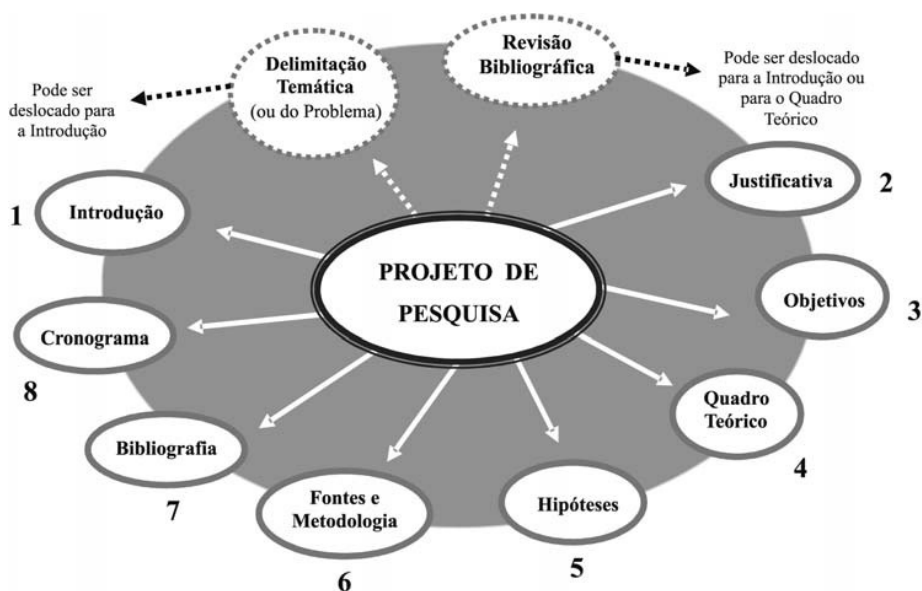 Delimitação
Temática
(ou do Problema)
Revisão
Bibliográfica
Pode ser
deslocado para
a Introdução
Pode ser deslocado
para a Introdução ou
para o Quadro
Teórico
1
Introdução
Justificativa
2
PROJETO DE
PESQUISA
Objetivos
3
Cronograma
8
Quadro
Teórico
4
Bibliografia
7
Fontes e
Metodologia
6
Hipóteses
5